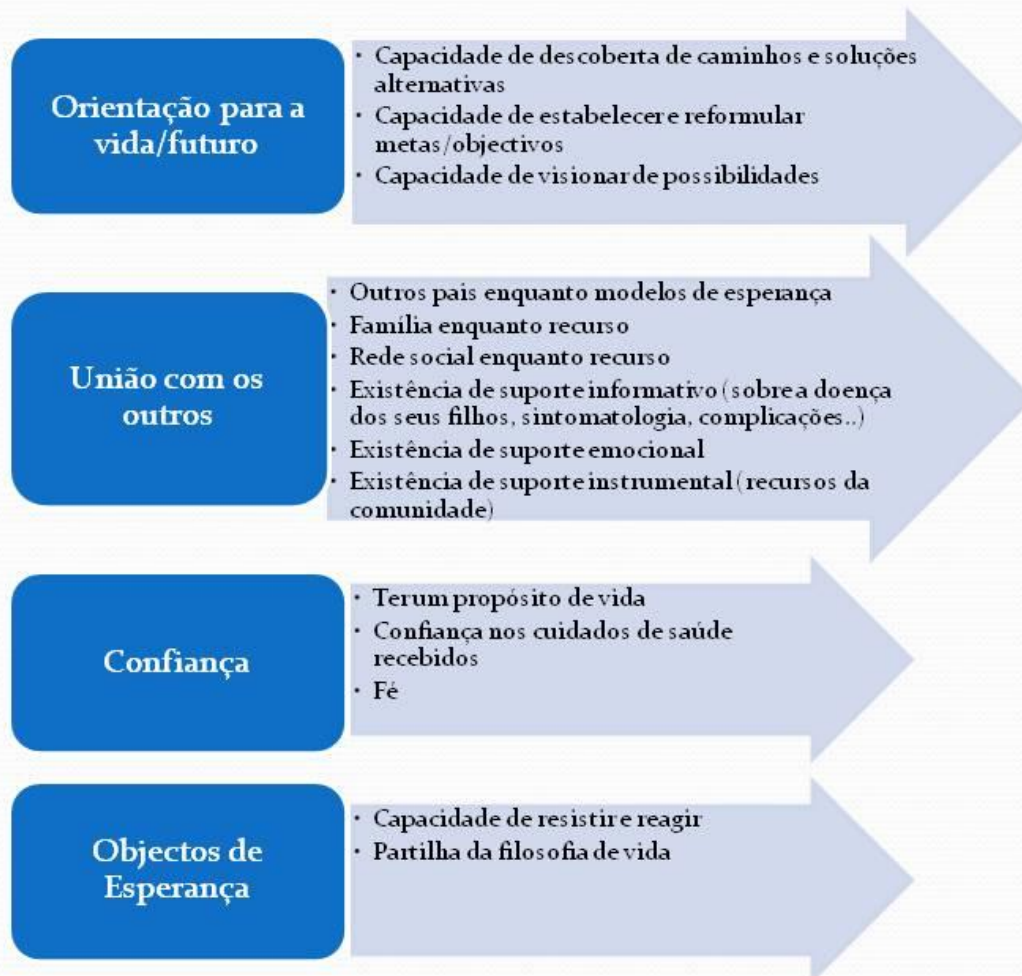 Orientação para a
vida/futuro
• Capacidade de descoberta de caminhos e soluções
alternativas
• Capacidade de estabelecer e reformular
metas/objectivos
• Capacidade de visionar de possibilidades
União com os
outros
• Outros pais enquanto modelos de esperança
• Família enquanto recurso
• Rede social enquanto recurso
• Existência de suporte informativo (sobre a doença
dos seus filhos, sintomatologia, complicações..)
• Existência de suporte emocional
• Existência de suporte instrumental (recursos da
comunidade)
Confiança
• Ter um propósito de vida
• Confiança nos cuidados de saúde
recebidos
• Fé
Objectos de
Esperança
• Capacidade de resistir e reagir
• Partilha da filosofia de vida